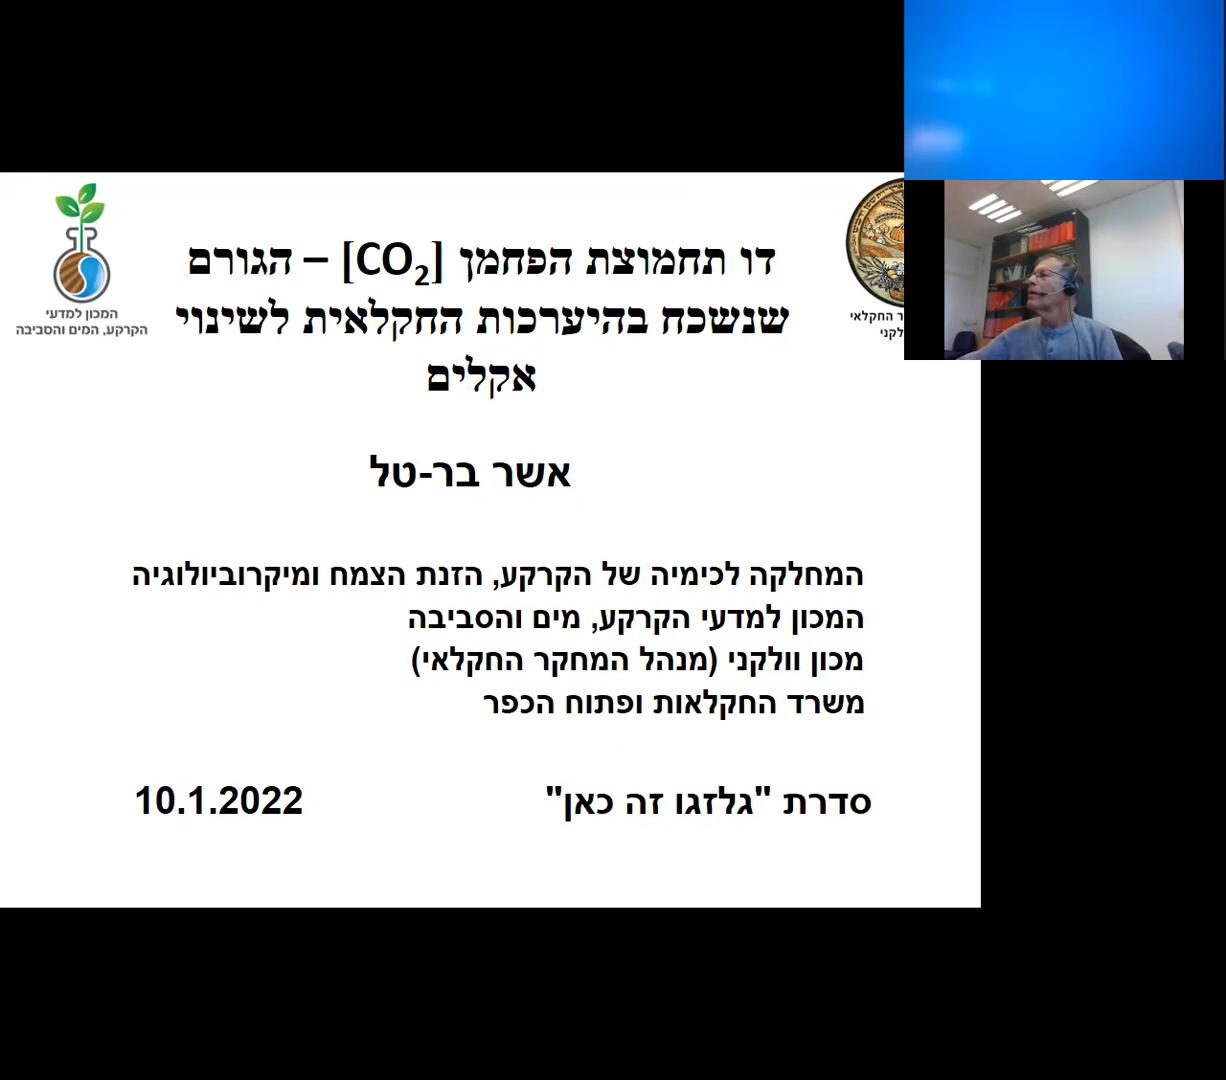 דו תחמוצת הפחמן [CO2] – הגורם
שנשכח בהיערכות החקלאית לשינוי
אקלים
המכון למדעי
הקרקע, המים והסביבה
אשר בר-טל
המחלקה לכימיה של הקרקע, הזנת הצמח ומיקרוביולוגיה
המכון למדעי הקרקע, מים והסביבה
מכון וולקני (מנהל המחקר החקלאי)
משרד החקלאות ופתוח הכפר
סדרת "גלזגו זה כאן" 10.1.2022